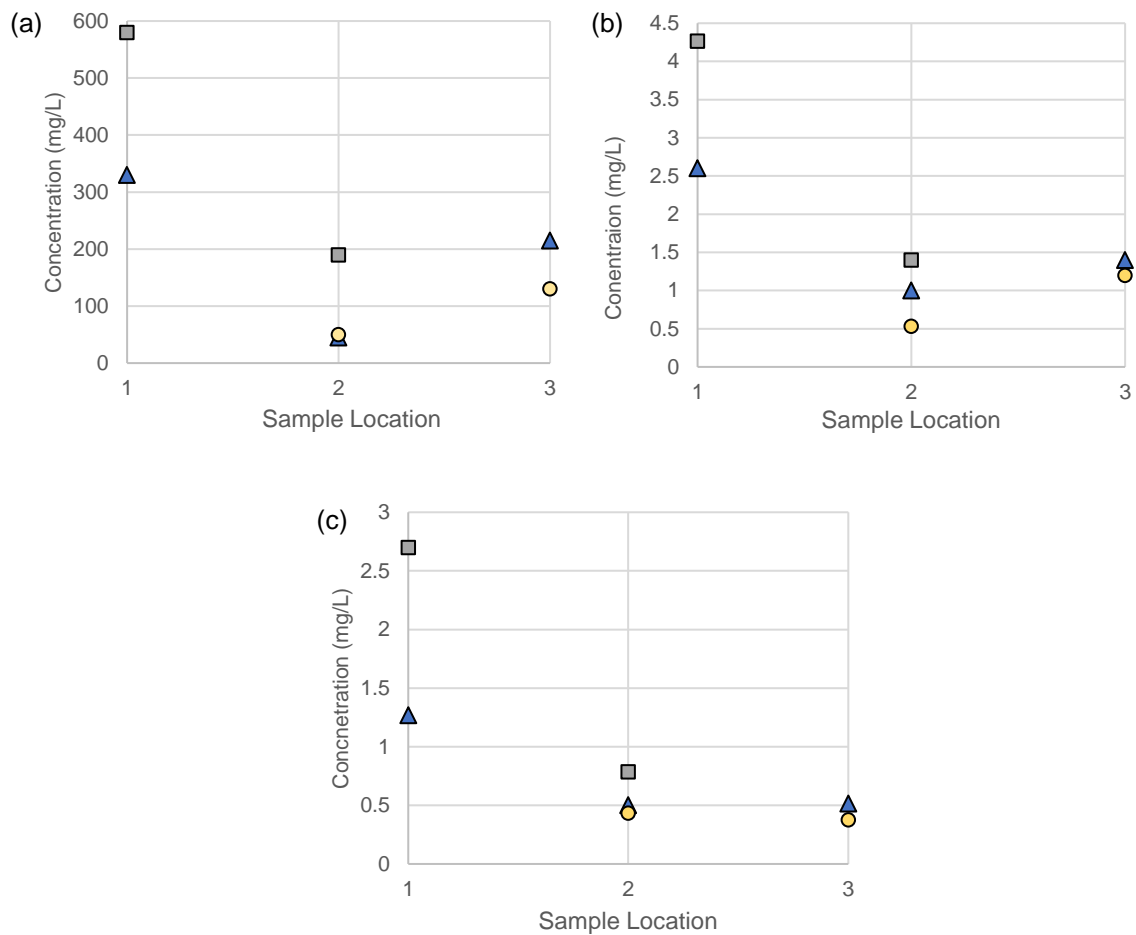 (a)
Concentration (mg/L)
600
500
400
300
200
100
0
1 2 3
Sample Location
(b)
Conentraion (mg/L)
4.5
4
3.5
3
2.5
2
1.5
1
0.5
0
1 2 3
Sample Location
(c)
Concnetration (mg/L)
3
2.5
2
1.5
1
0.5
0
1 2 3
Sample Location